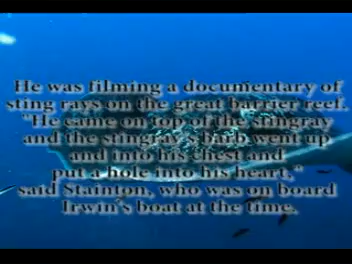 He was filming a documentary of
sting rays on the great barrier reef.
"He came on top of the stingray
and the stingray's barb went up
and into his chest and
put a hole into his heart,"
said Stainton, who was on board
Irwin's boat at the time.